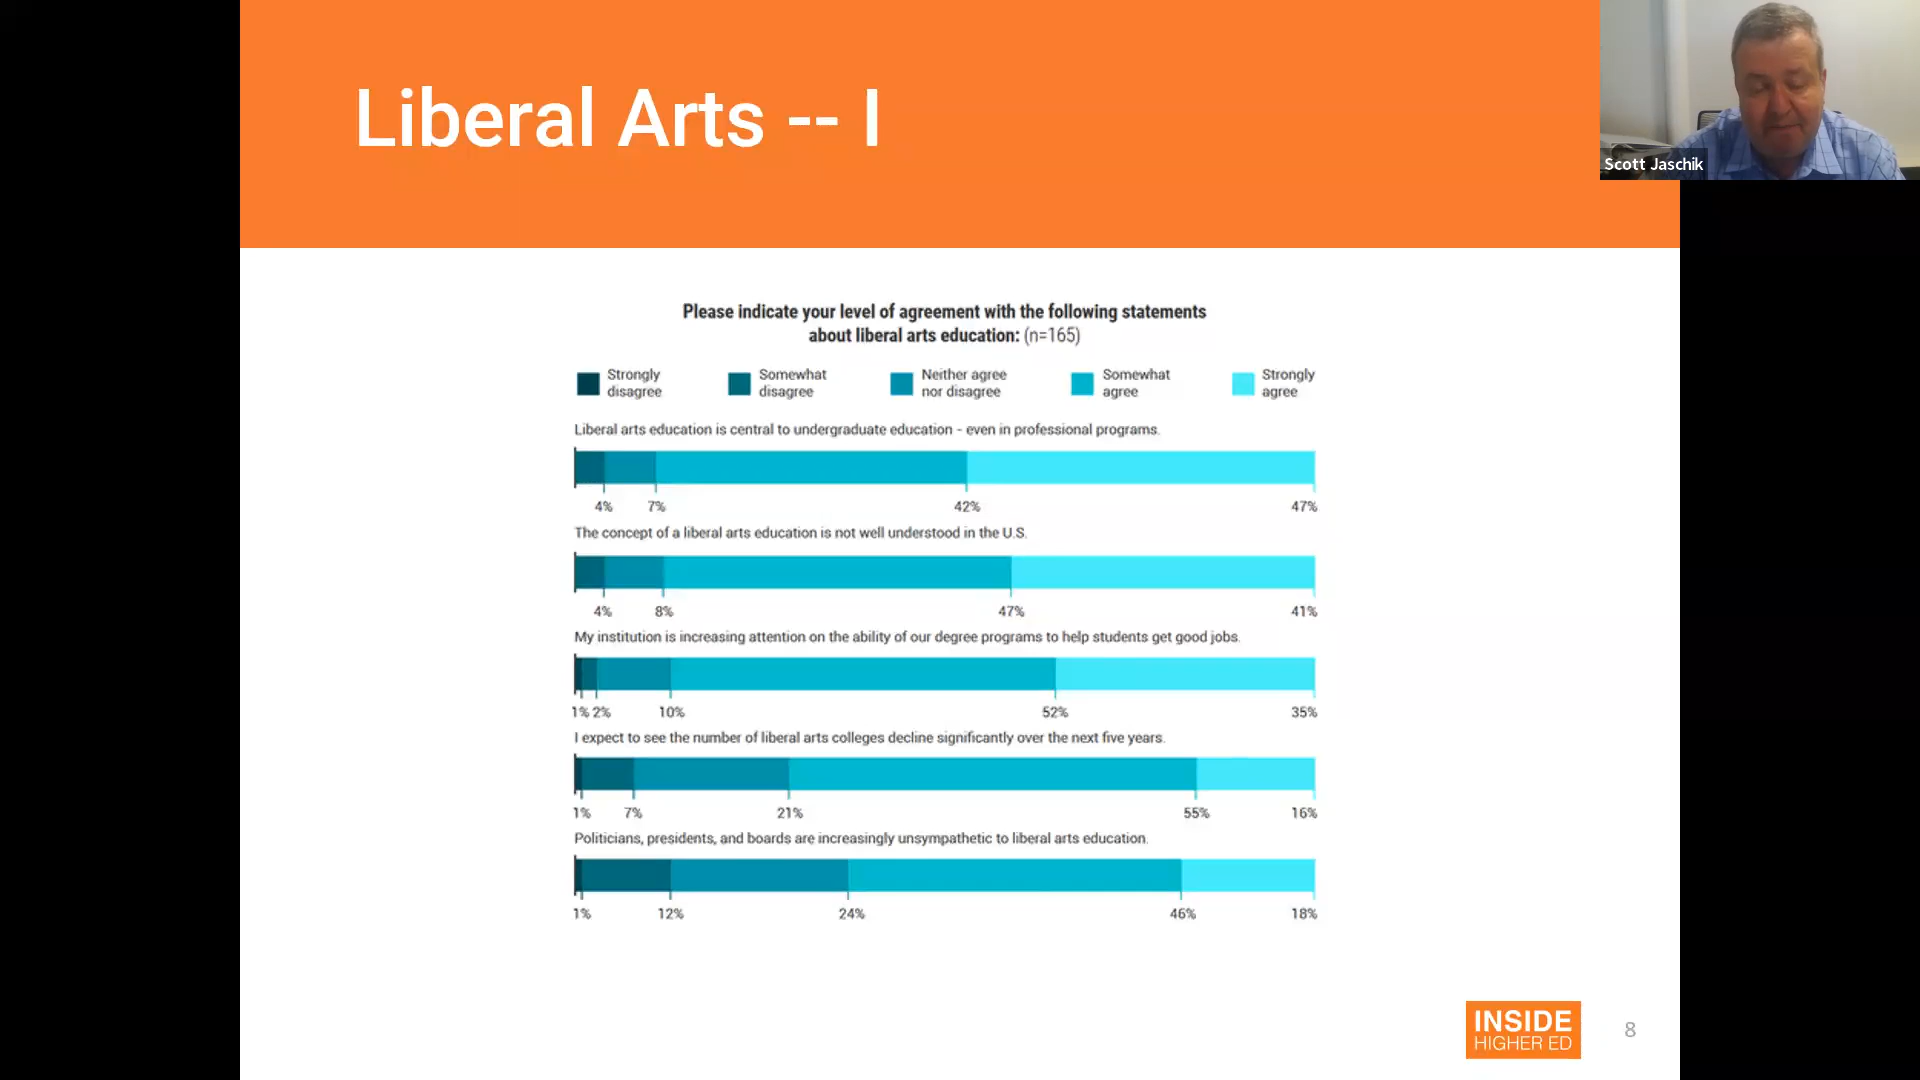 Liberal Arts -- I
Scott Jaschik
Please indicate your level of agreement with the following statements
about liberal arts education: (n=165)
Strongly
disagree
Somewhat
disagree
Neither agree
nor disagree
Somewhat
agree
Strongly
agree
Liberal arts education is central to undergraduate education - even in professional programs.
4% 7% 42% 47%
The concept of a liberal arts education is not well understood in the U.S.
4% 8% 47% 41%
My institution is increasing attention on the ability of our degree programs to help students get good jobs.
1% 2% 10% 52% 35%
I expect to see the number of liberal arts colleges decline significantly over the next five years.
1% 7% 21% 55% 16%
Politicians, presidents, and boards are increasingly unsympathetic to liberal arts education.
1% 12% 24% 46% 18%
INSIDE
HIGHER ED
8